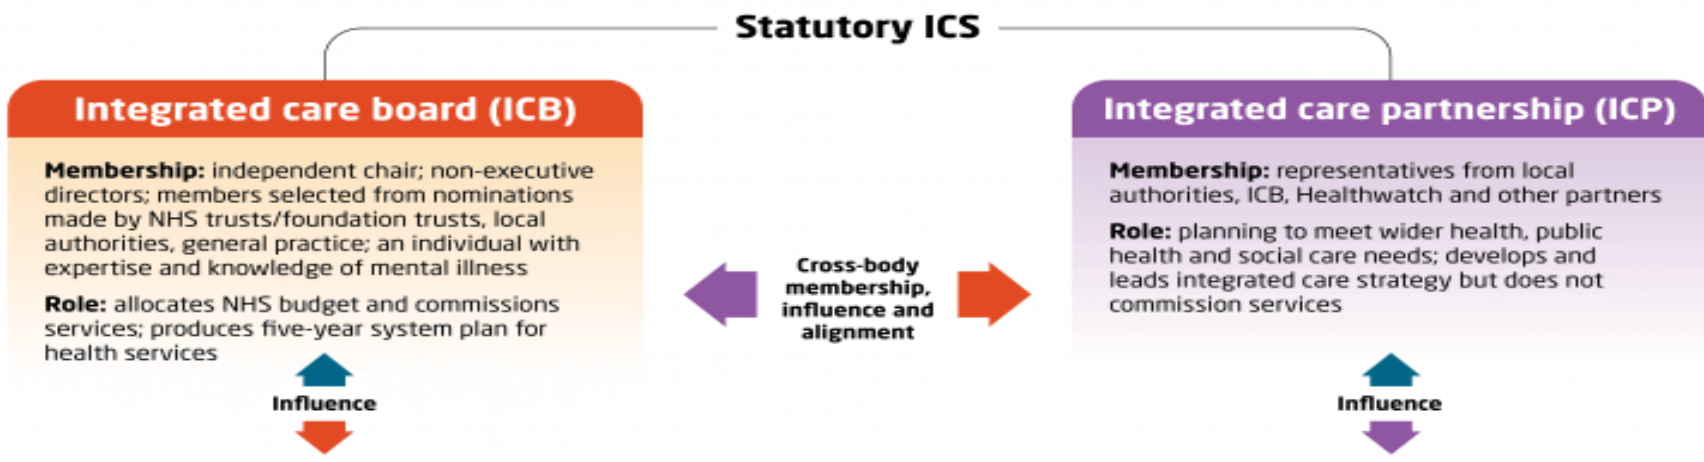 Statutory ICS
Integrated care board (ICB)
Membership: independent chair; non-executive
directors; members selected from nominations
made by NHS trusts/foundation trusts, local
authorities, general practice; an individual with
expertise and knowledge of mental illness
Role: allocates NHS budget and commissions
services; produces five-year system plan for
health services
Influence
Cross-body
membership,
influence and
alignment
Integrated care partnership (ICP)
Membership: representatives from local
authorities, ICB, Healthwatch and other partners
Role: planning to meet wider health, public
health and social care needs; develops and
leads integrated care strategy but does not
commission services
Influence